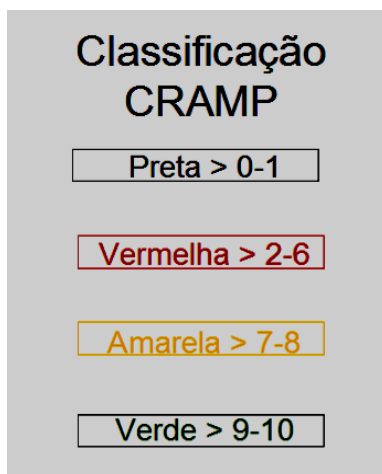 Classificação
CRAMP
Preta > 0-1
Vermelha > 2-6
Amarela > 7-8
Verde > 9-10